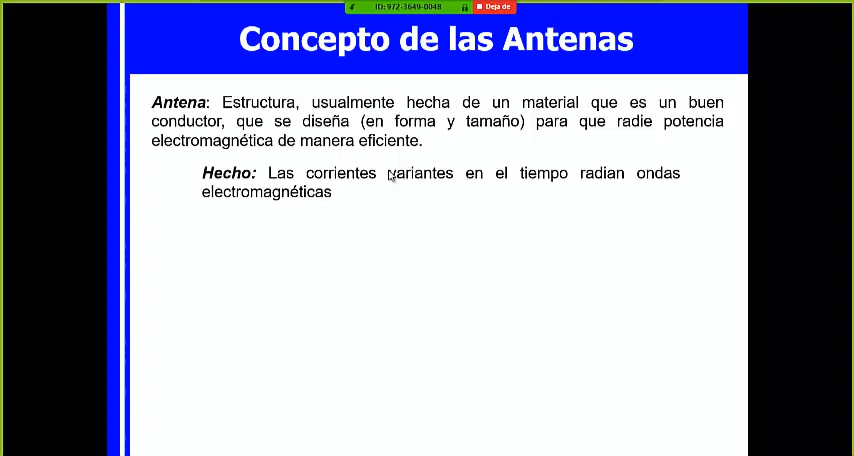 ID: 972-3649-0048
Deja de
Concepto de las Antenas
Antena: Estructura, usualmente hecha de un material que es un buen
conductor, que se diseña (en forma y tamaño) para que radie potencia
electromagnética de manera eficiente.
Hecho: Las corrientes variantes en el tiempo radian ondas
electromagnéticas